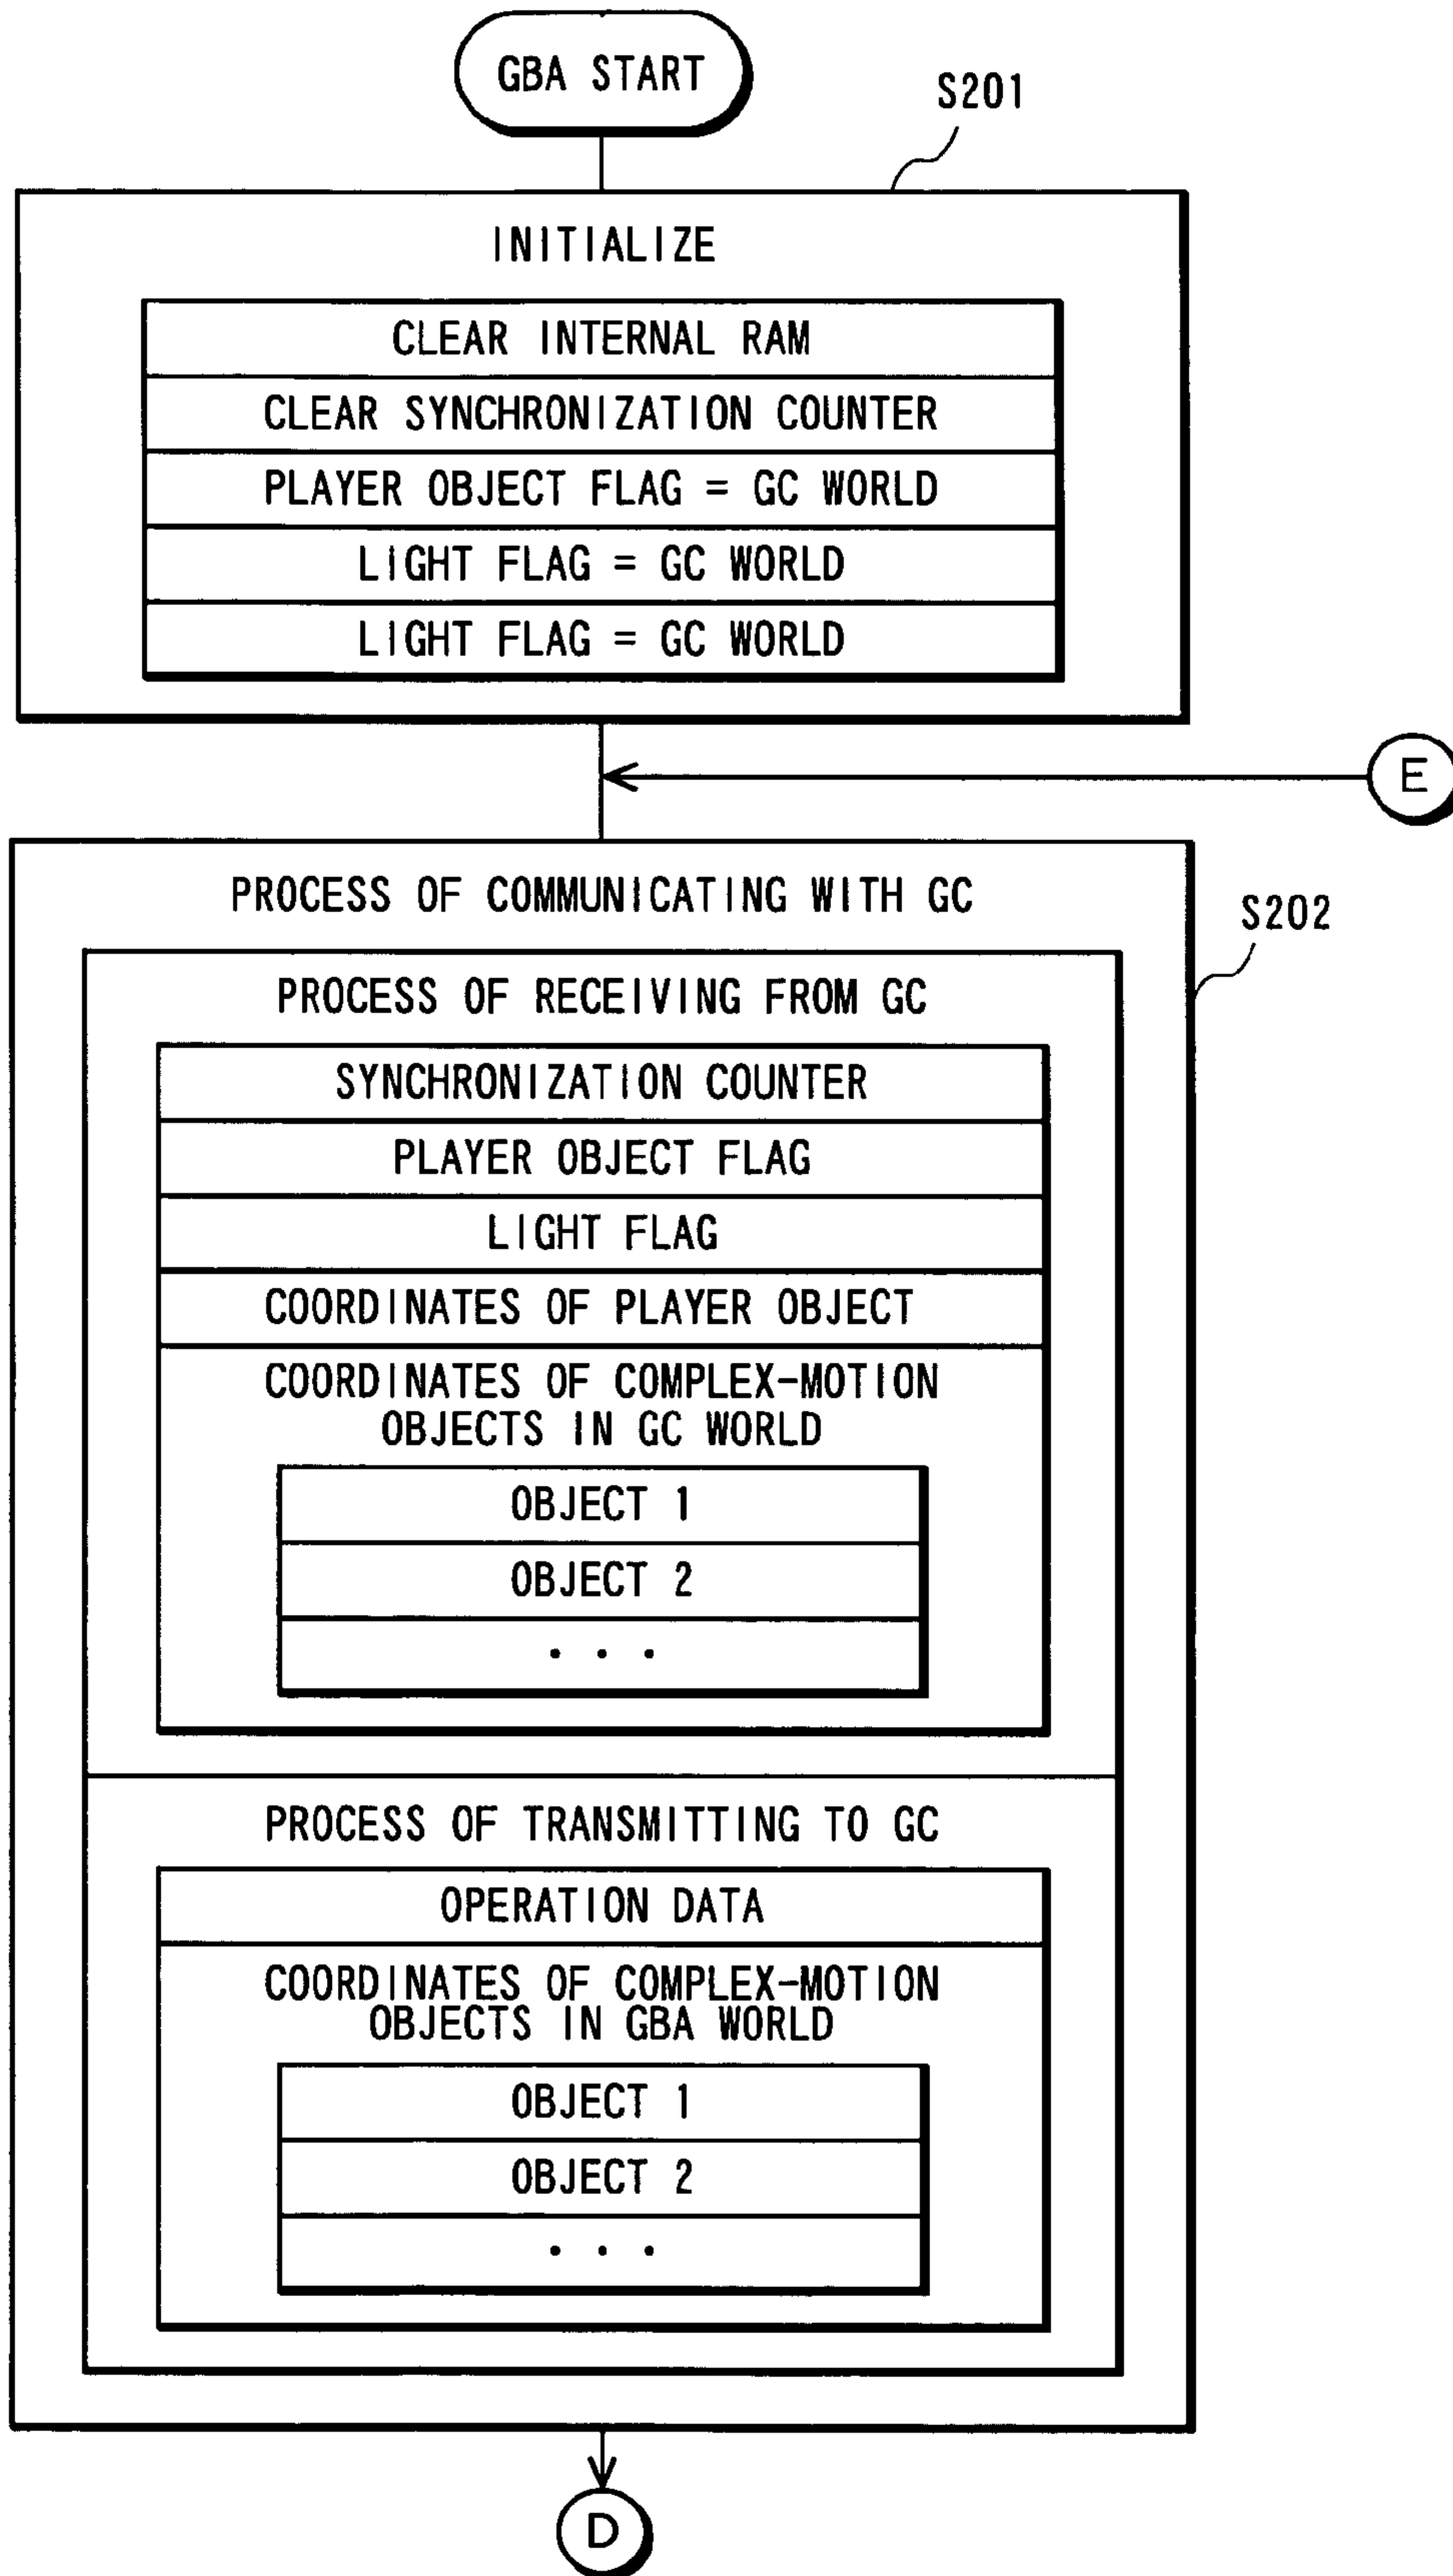 GBA START
S201
INITIALIZE
CLEAR INTERNAL RAM
CLEAR SYNCHRONIZATION COUNTER
PLAYER OBJECT FLAG = GC WORLD
LIGHT FLAG = GC WORLD
LIGHT FLAG = GC WORLD
E
PROCESS OF COMMUNICATING WITH GC
S202
PROCESS OF RECEIVING FROM GC
SYNCHRONIZATION COUNTER
PLAYER OBJECT FLAG
LIGHT FLAG
COORDINATES OF PLAYER OBJECT
COORDINATES OF COMPLEX-MOTION
OBJECTS IN GC WORLD
OBJECT 1
OBJECT 2
· · ·
PROCESS OF TRANSMITTING TO GC
OPERATION DATA
COORDINATES OF COMPLEX-MOTION
OBJECTS IN GBA WORLD
OBJECT 1
OBJECT 2
· · ·
D